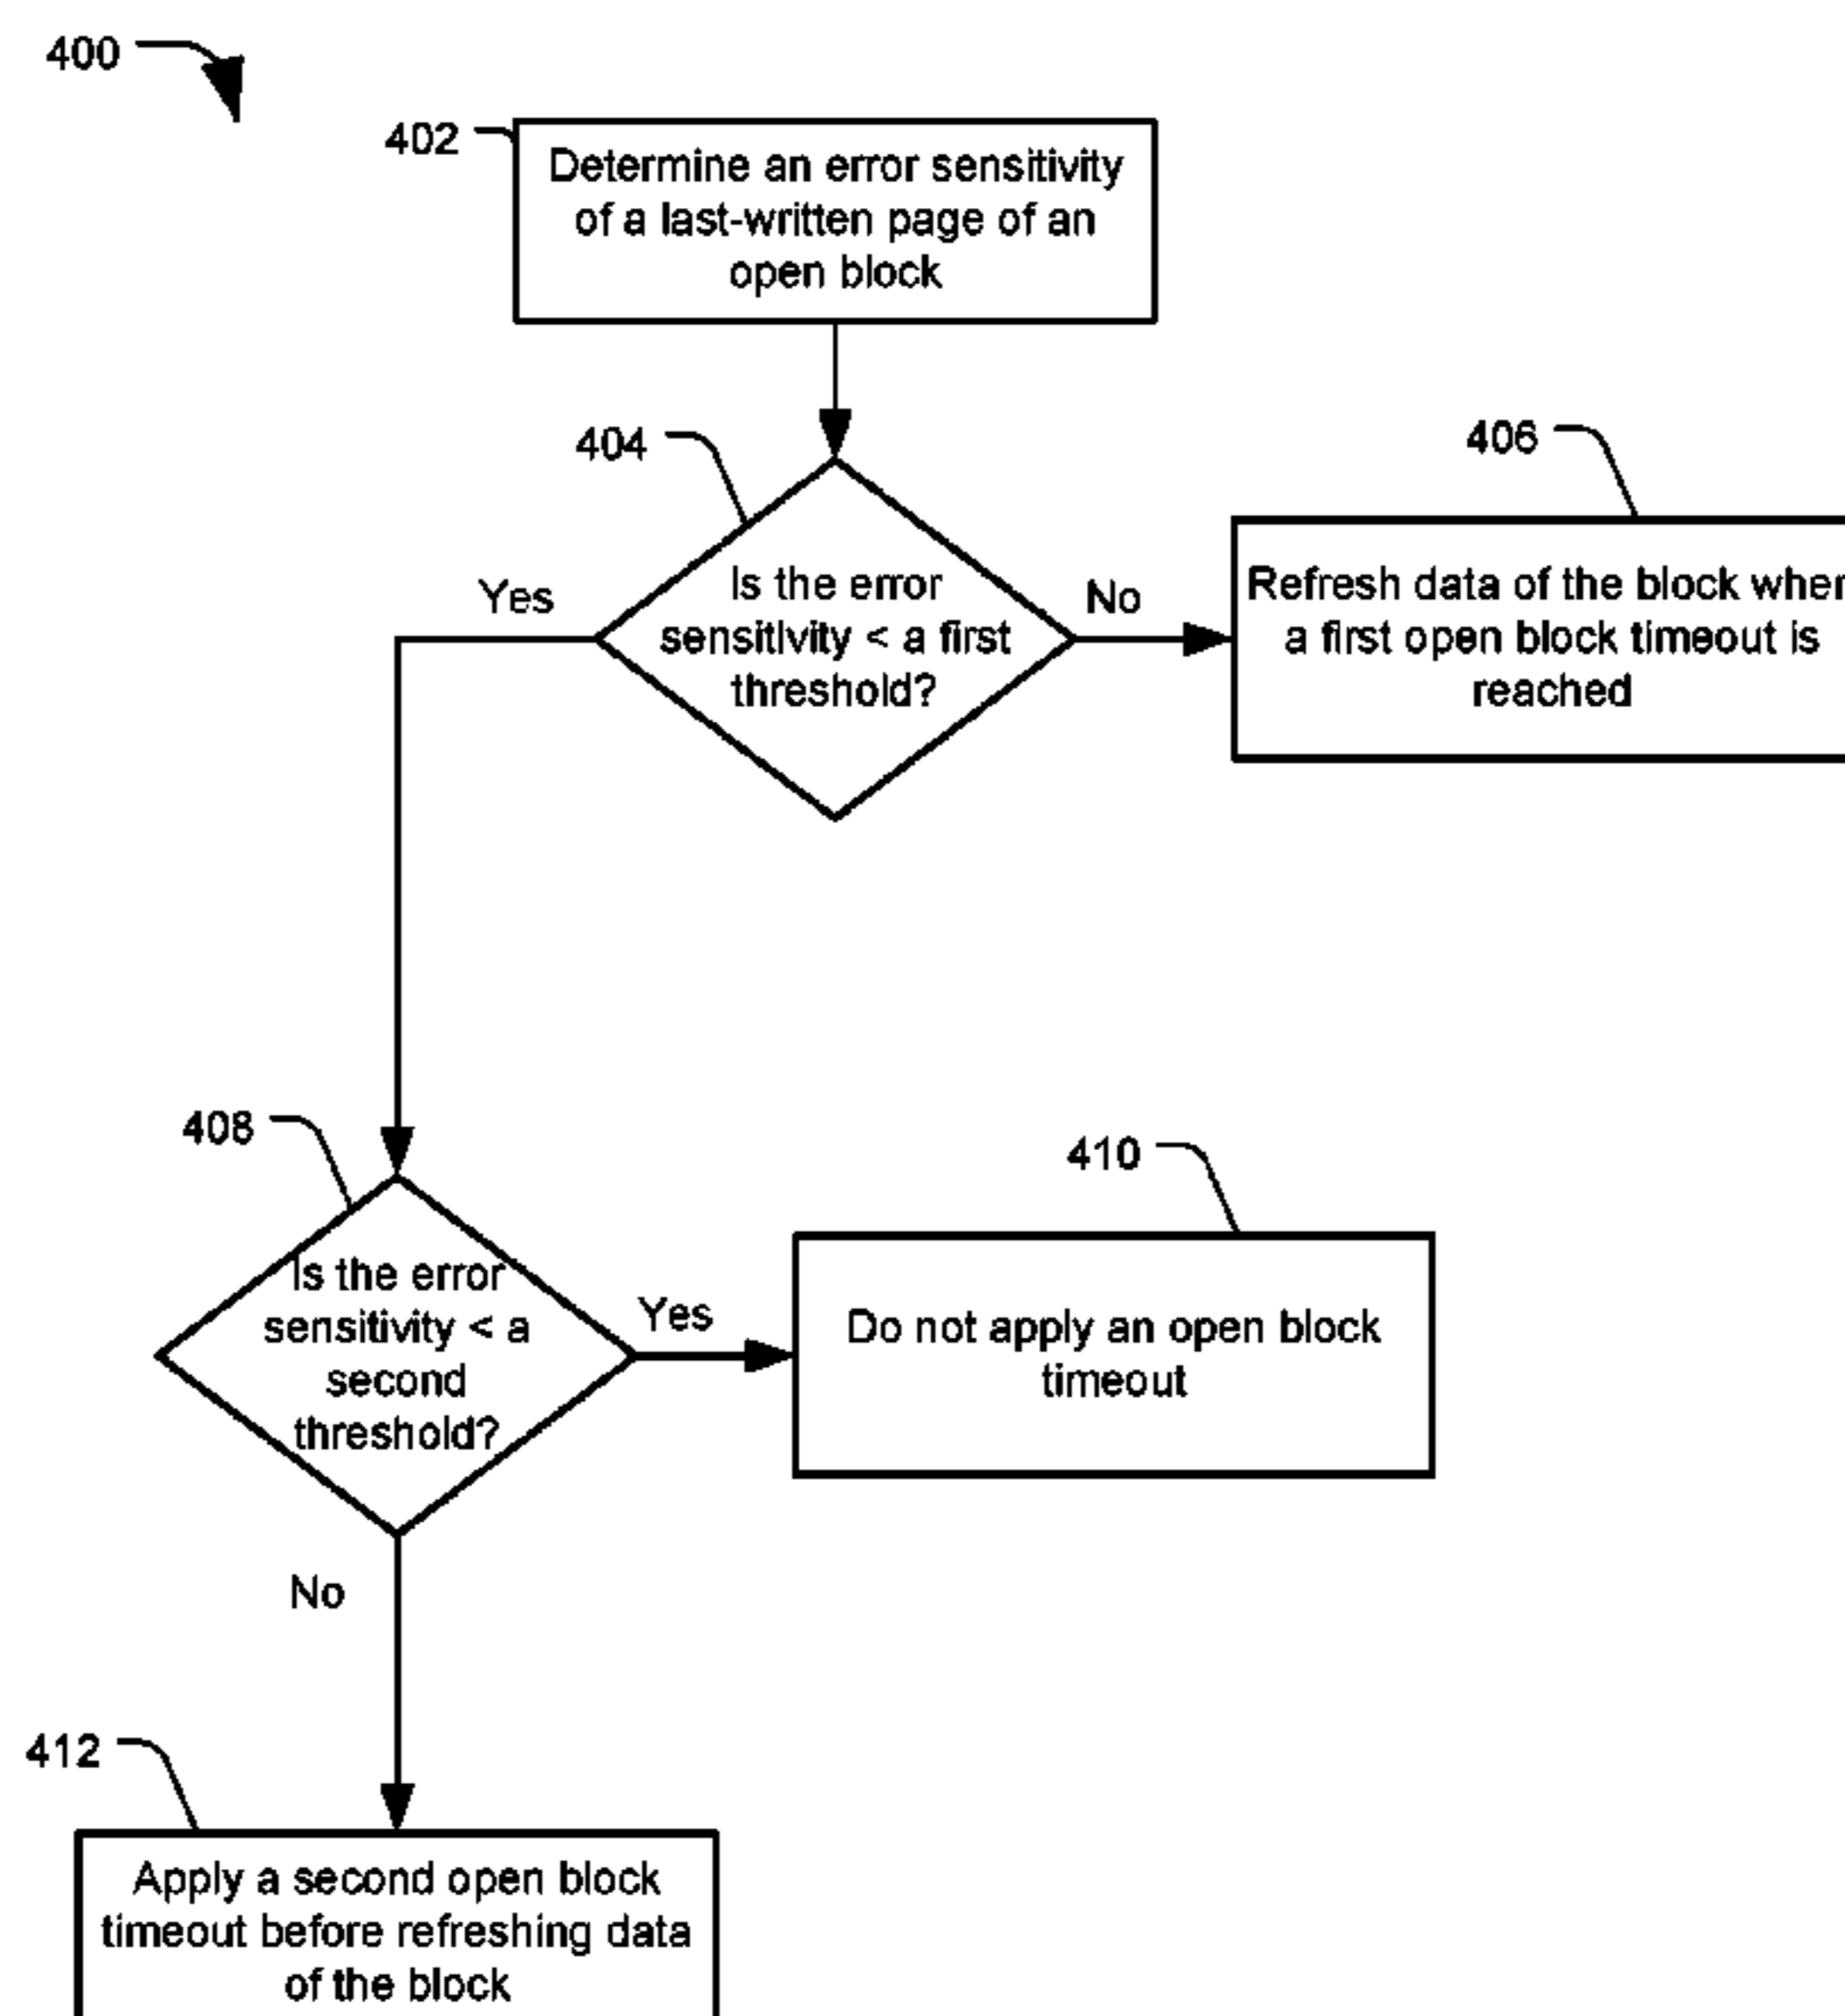 400
402
Determine an error sensitivity
of a last-written page of an
open block
404
406
Yes
Is the error
sensitivity < a first
threshold?
No
Refresh data of the block when
a first open block timeout is
reached
408
410
Is the error
sensitivity < a
second
threshold?
Yes
Do not apply an open block
timeout
No
412
Apply a second open block
timeout before refreshing data
of the block